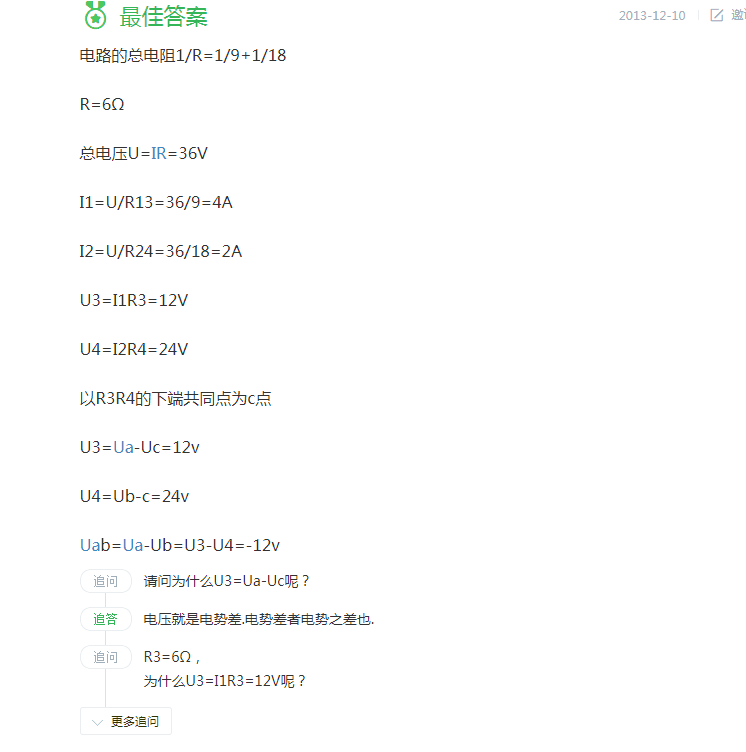 最佳答案
2013-12-10
电路的总电阻1/R=1/9+1/18
R=6Ω
总电压U=IR=36V
I1=U/R13=36/9=4A
I2=U/R24=36/18=2A
U3=I1R3=12V
U4=I2R4=24V
以R3R4的下端共同点为c点
U3=Ua-Uc=12v
U4=Ub-c=24v
Uab=Ua-Ub=U3-U4=-12v
追问 请问为什么U3=Ua-Uc呢？
追答 电压就是电势差.电势差者电势之差也.
追问 R3=6Ω，
为什么U3=I1R3=12V呢？
更多追问